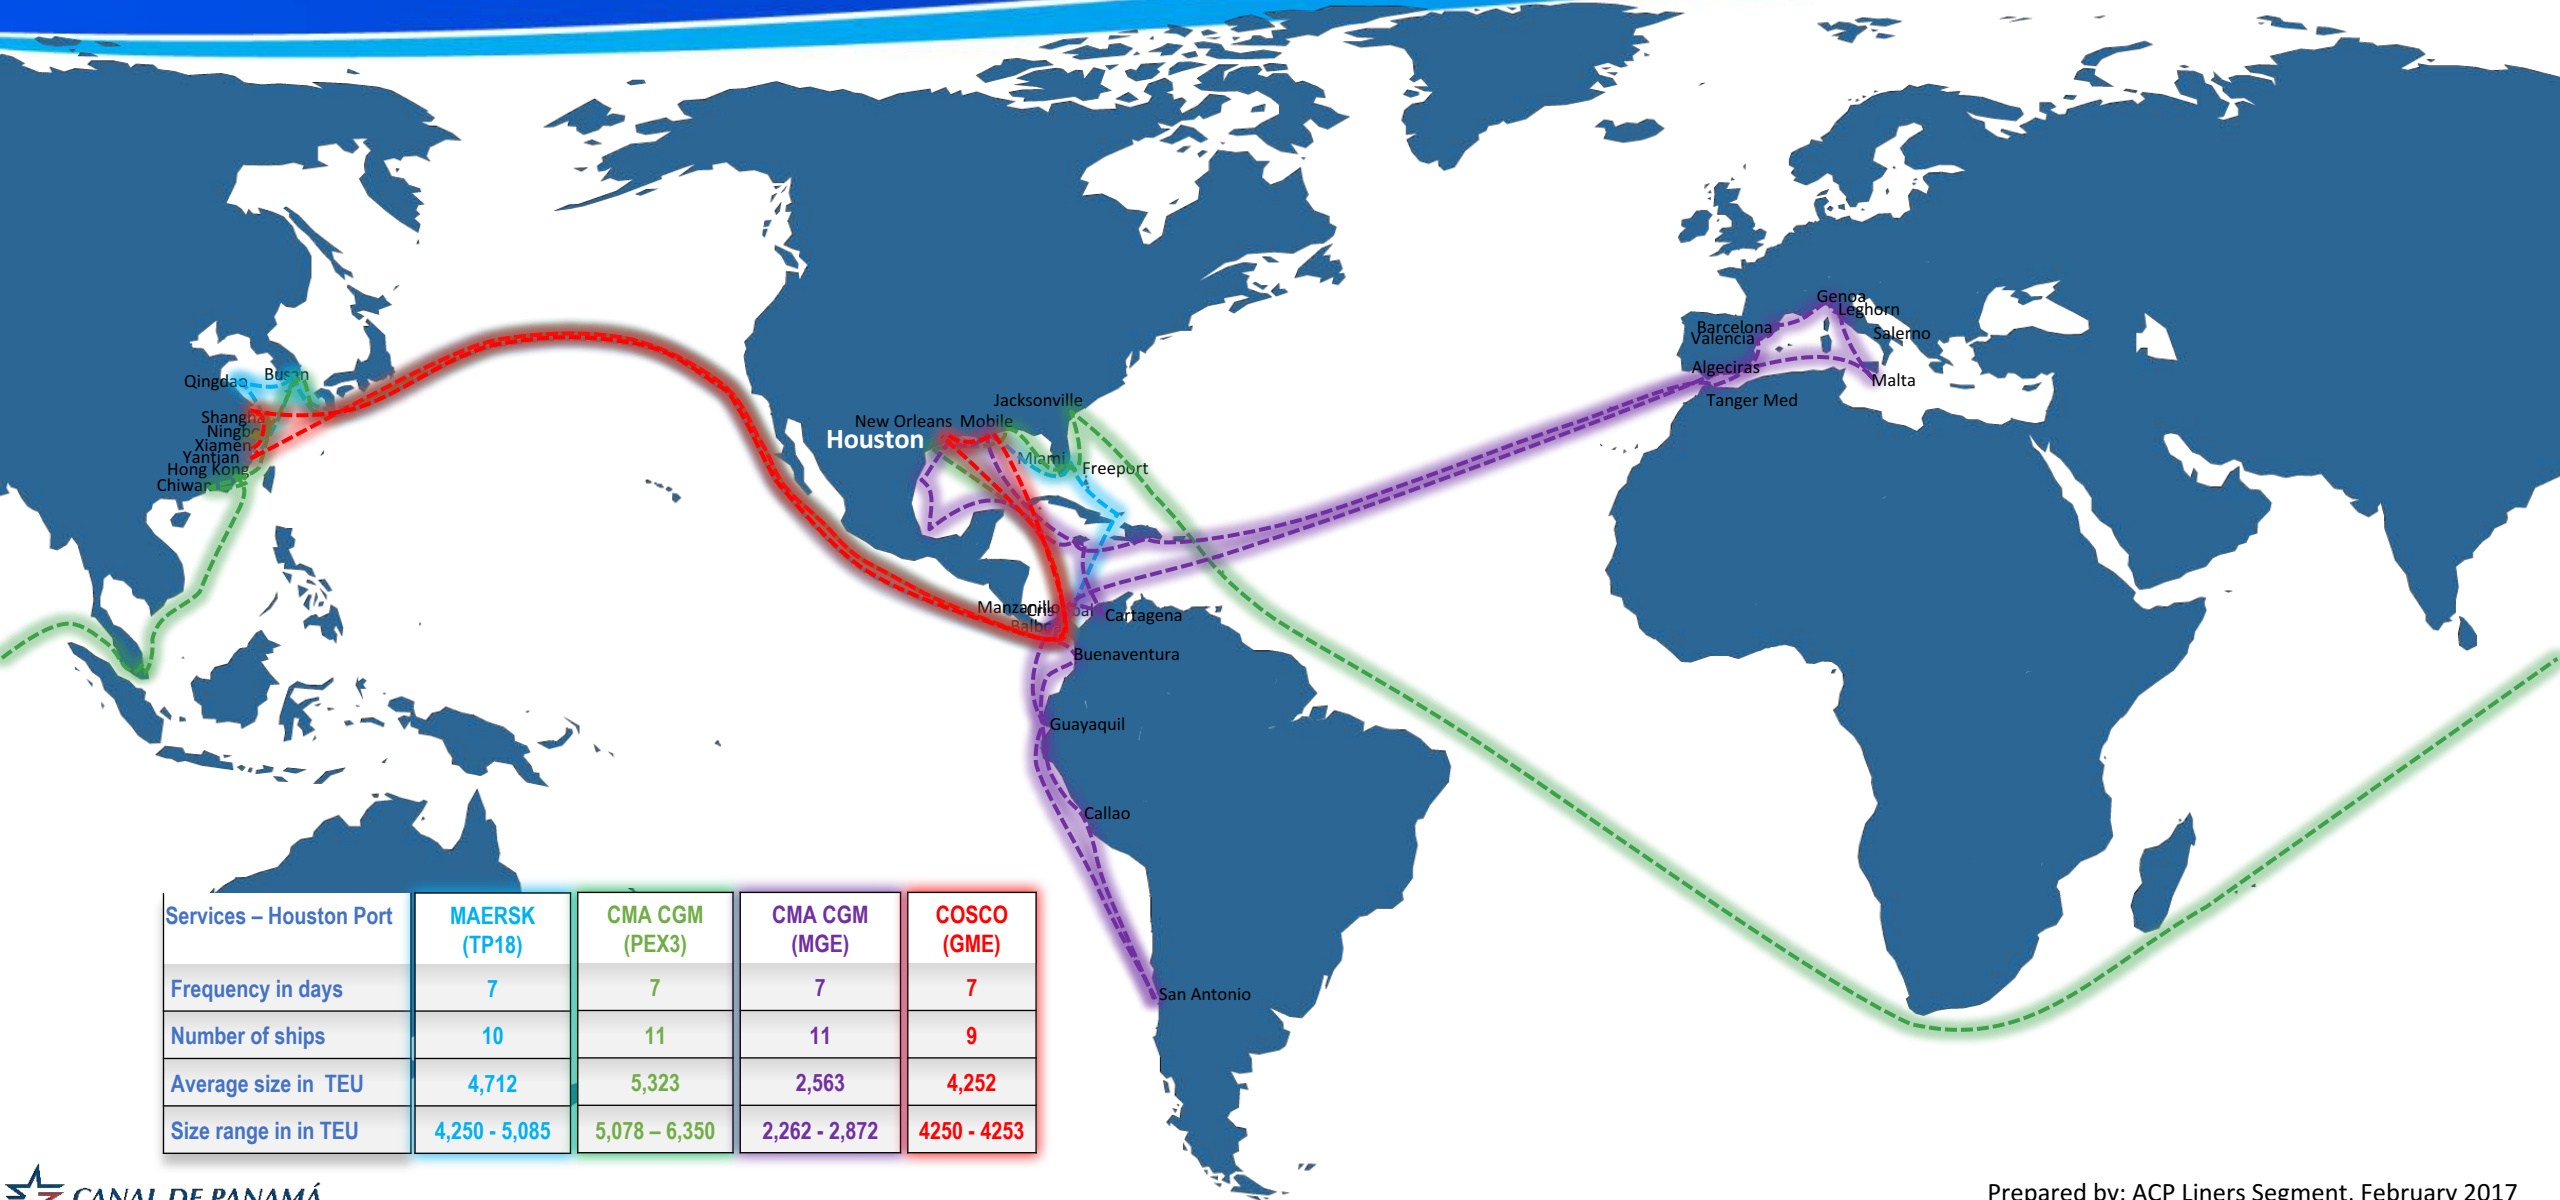 Genoa
Leghorn
Barcelona
Valencia
Salerno
Algeciras
Malta
Tanger Med
Qingdao
Busan
Shanghai
Ningbo
Xiamen
Yantian
Hong Kong
Chiwan
Jacksonville
New Orleans Mobile
Houston
Miami
Freeport
Manzanillo
Cristobal
Cartagena
Balboa
Buenaventura
Guayaquil
Callao
San Antonio
Services – Houston Port MAERSK (TP18) CMA CGM (PEX3) CMA CGM (MGE) COSCO (GME)
Frequency in days 7 7 7 7
Number of ships 10 11 11 9
Average size in TEU 4,712 5,323 2,563 4,252
Size range in in TEU 4,250 - 5,085 5,078 – 6,350 2,262 - 2,872 4250 - 4253
CANAL DE PANAMÁ
Prepared by: ACP Liners Segment, February 2017